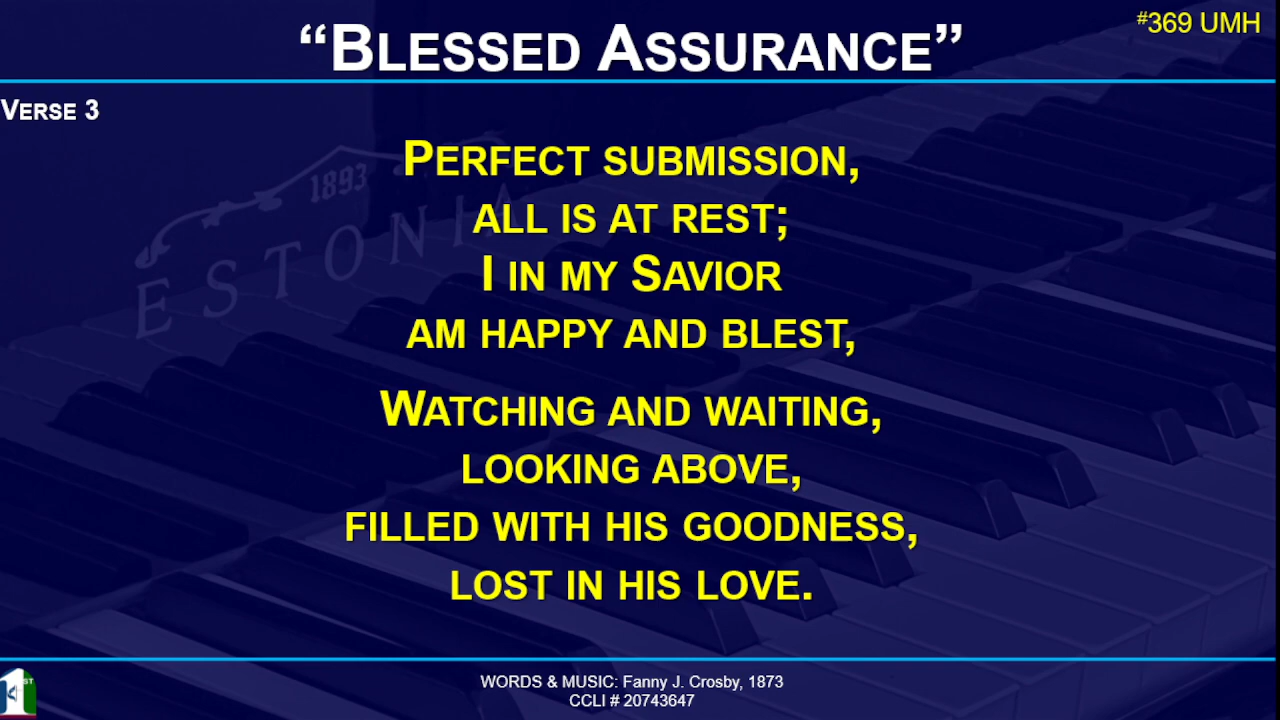 “BLESSED ASSURANCE”
#369 UMH
VERSE 3
PERFECT SUBMISSION,
ALL IS AT REST;
I IN MY SAVIOR
AM HAPPY AND BLEST,
WATCHING AND WAITING,
LOOKING ABOVE,
FILLED WITH HIS GOODNESS,
LOST IN HIS LOVE.
1893
ESTONIA
1ST
WORDS & MUSIC: Fanny J. Crosby, 1873
CCLI # 20743647